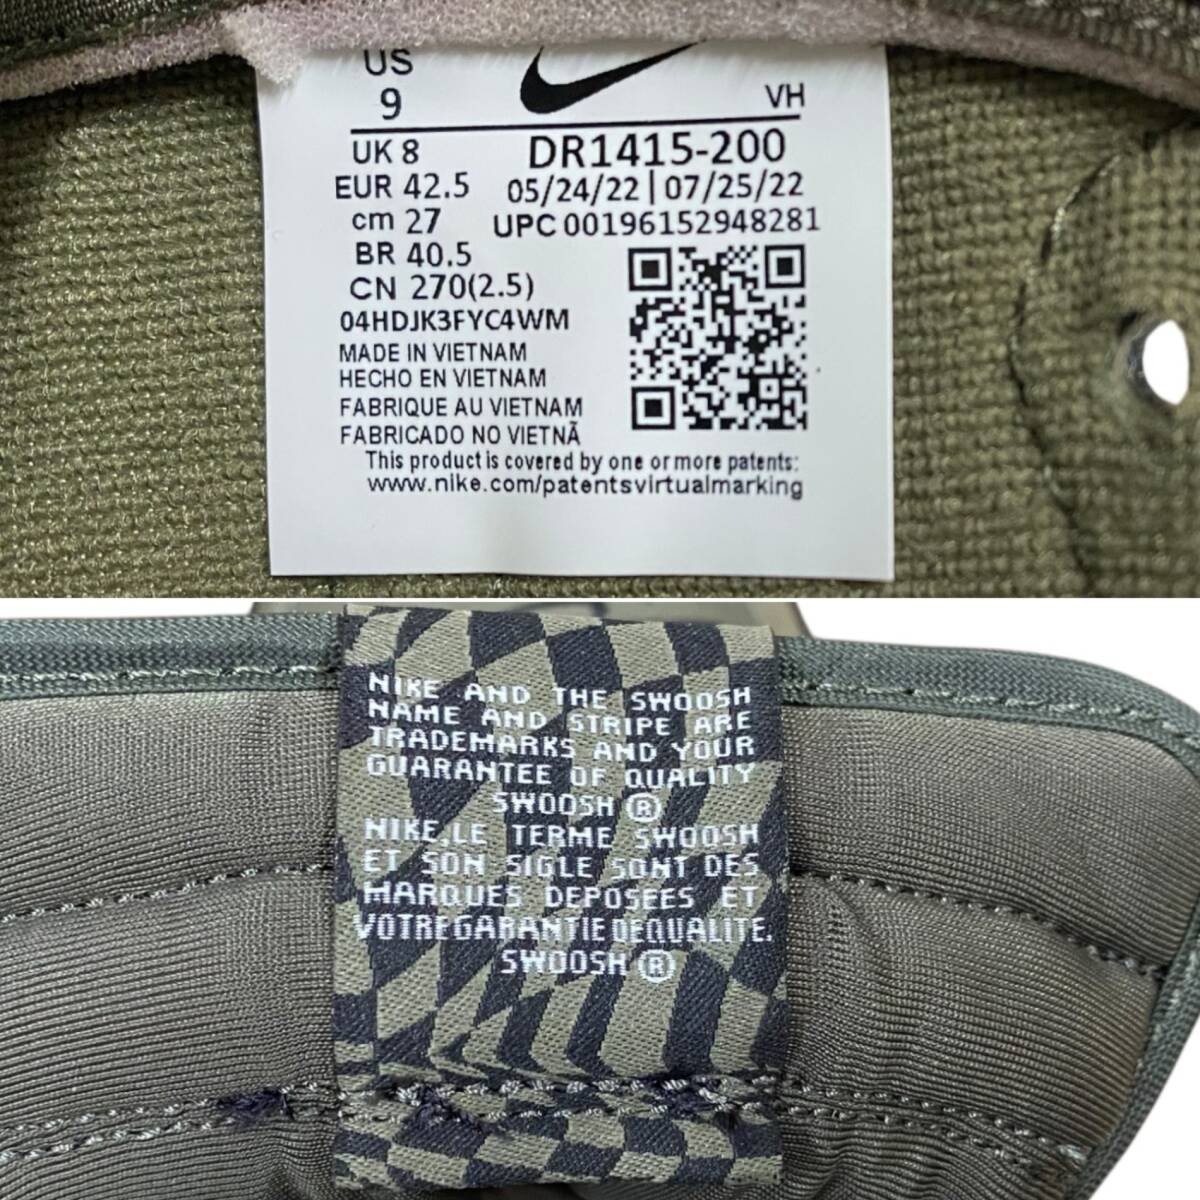 US
9
VH
UK 8
DR1415-200
EUR 42.5
05/24/22 | 07/25/22
cm 27
UPC 00196152948281
BR 40.5
CN 270(2.5)
04HDJK3FYC4WM
MADE IN VIETNAM
HECHO EN VIETNAM
FABRIQUE AU VIETNAM
FABRICADO NO VIETNÃ
This product is covered by one or more patents:
www.nike.com/patentsvirtualmarking
NIKE AND THE SWOOSH
NAME AND STRIPE ARE
TRADEMARKS AND YOUR
GUARANTEE OF QUALITY
SWOOSH ®
NIKE,LE TERME SWOOSH
ET SON SIGLE SONT DES
MARQUES DEPOSEES ET
VOTRE GARANTIE DE QUALITE.
SWOOSH ®